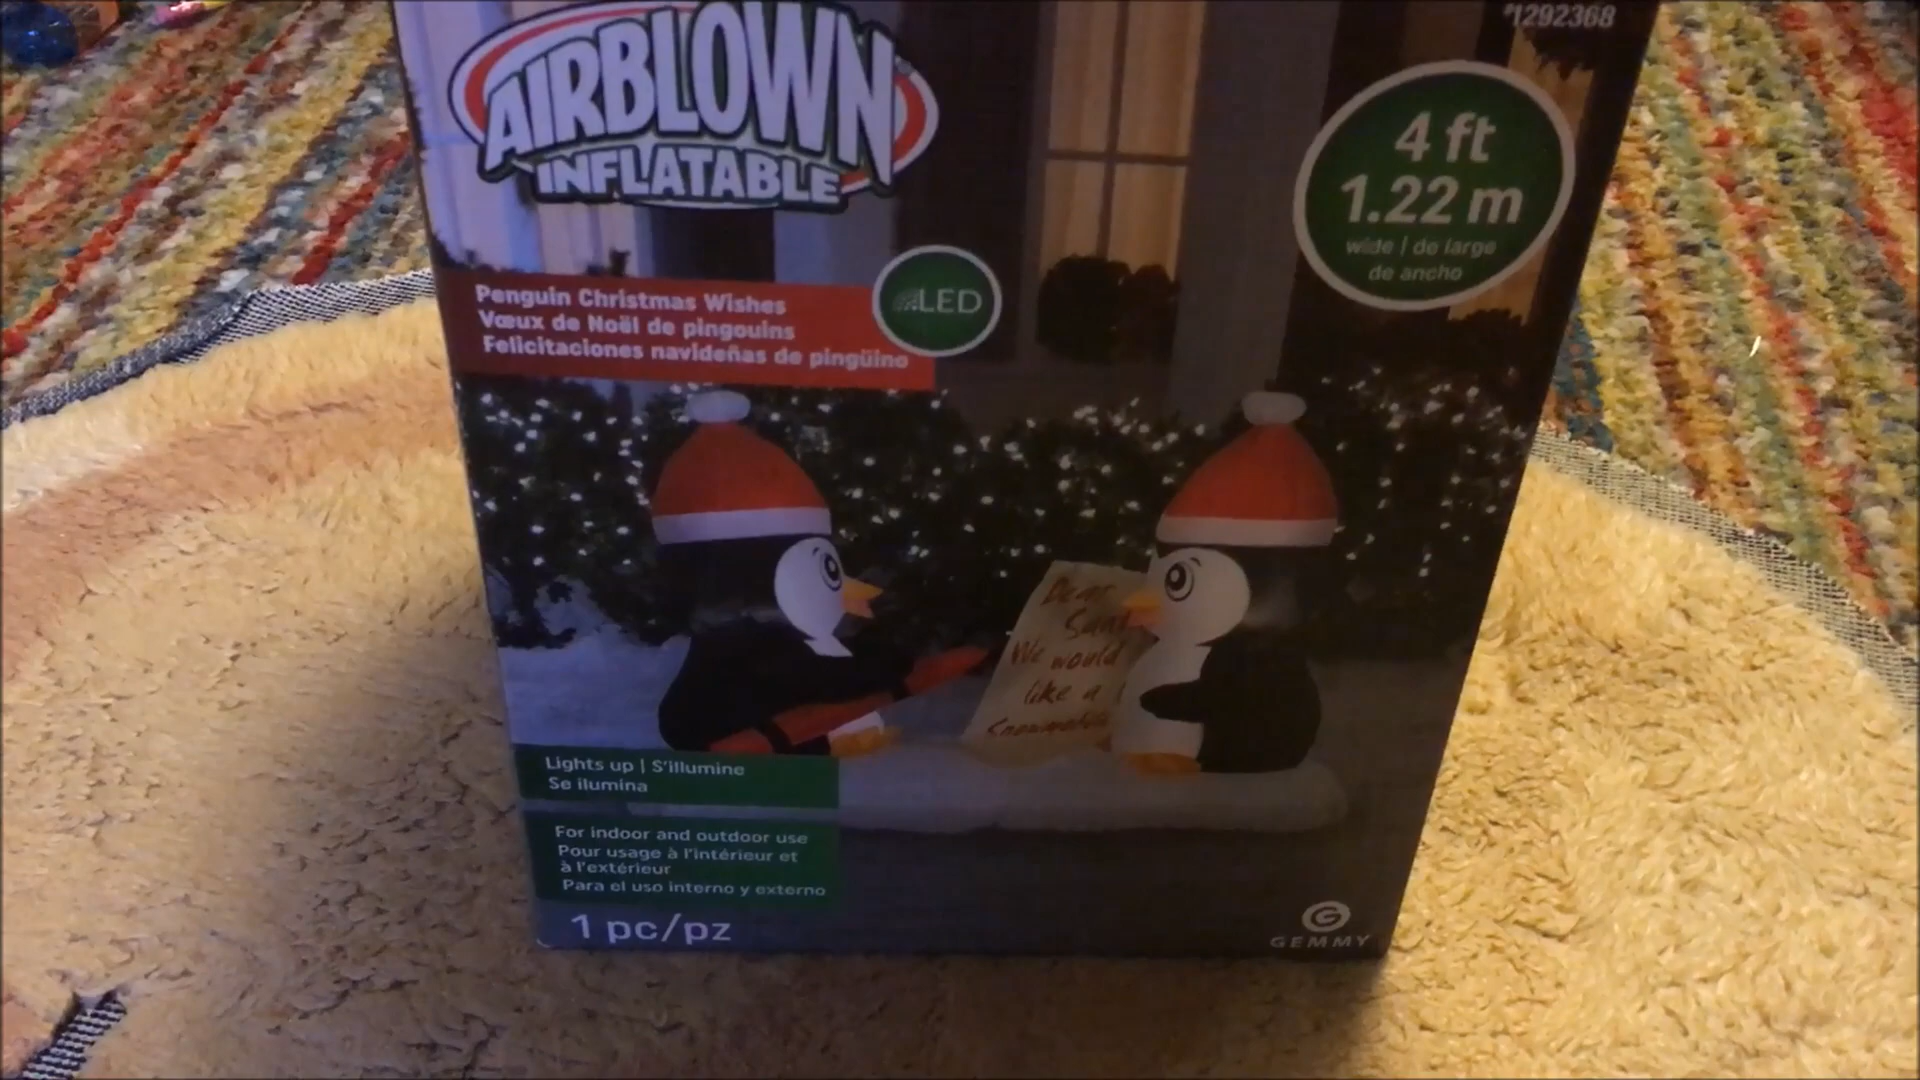 #1292368
AIRBLOWN
INFLATABLE
4 ft
1.22 m
wide | de large
de ancho
LED
Penguin Christmas Wishes
Vœux de Noël de pingouins
Felicitaciones navideñas de pingüino
Dear
We would
like a
Lights up | S'illumine
Se ilumina
For indoor and outdoor use
Pour usage à l'intérieur et
à l'extérieur
Para el uso interno y externo
1 pc/pz
GEMMY